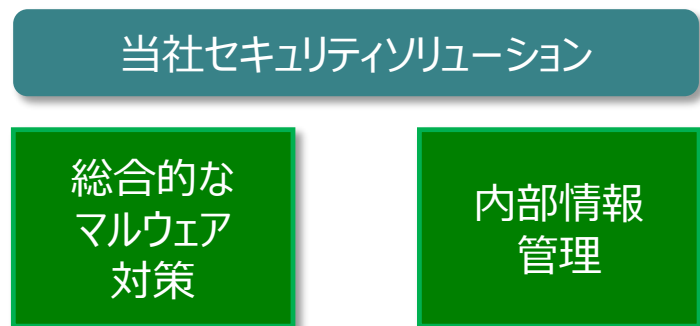 当社セキュリティソリューション
総合的な
マルウェア
対策
内部情報
管理